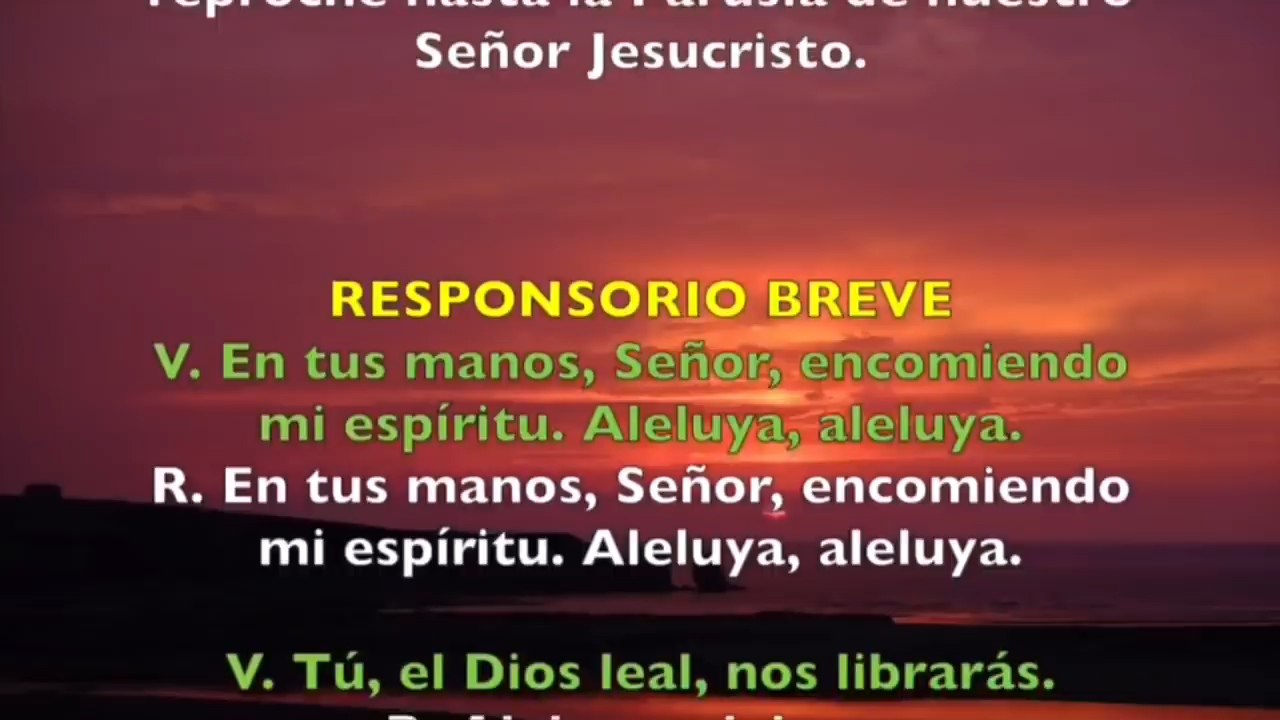 reproche hasta la Parusía de nuestro
Señor Jesucristo.
RESPONSORIO BREVE
V. En tus manos, Señor, encomiendo
mi espíritu. Aleluya, aleluya.
R. En tus manos, Señor, encomiendo
mi espíritu. Aleluya, aleluya.
V. Tú, el Dios leal, nos librarás.